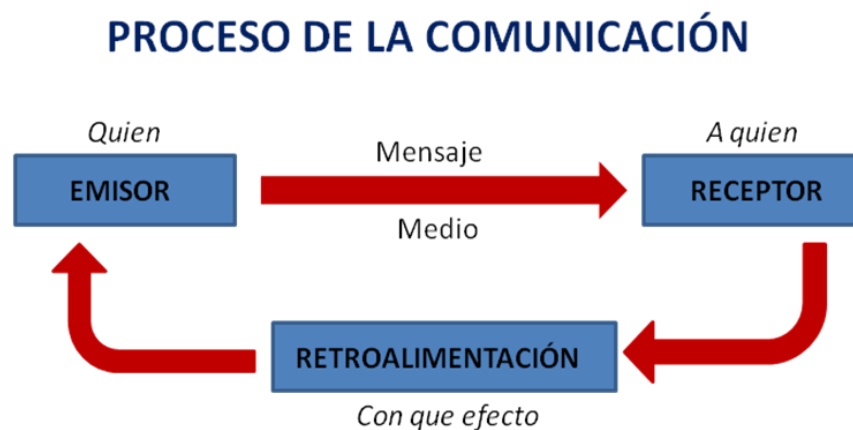 PROCESO DE LA COMUNICACIÓN
Quien
EMISOR
Mensaje
Medio
A quien
RECEPTOR
RETROALIMENTACIÓN
Con que efecto